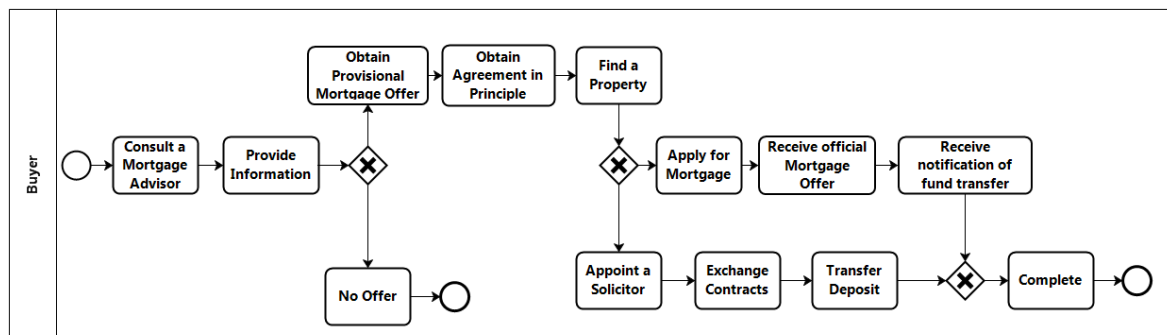 Buyer
Consult a
Mortgage
Advisor
Provide
Information
Obtain
Provisional
Mortgage Offer
Obtain
Agreement in
Principle
Find a
Property
No Offer
Apply for
Mortgage
Receive official
Mortgage
Offer
Receive
notification of
fund transfer
Appoint a
Solicitor
Exchange
Contracts
Transfer
Deposit
Complete